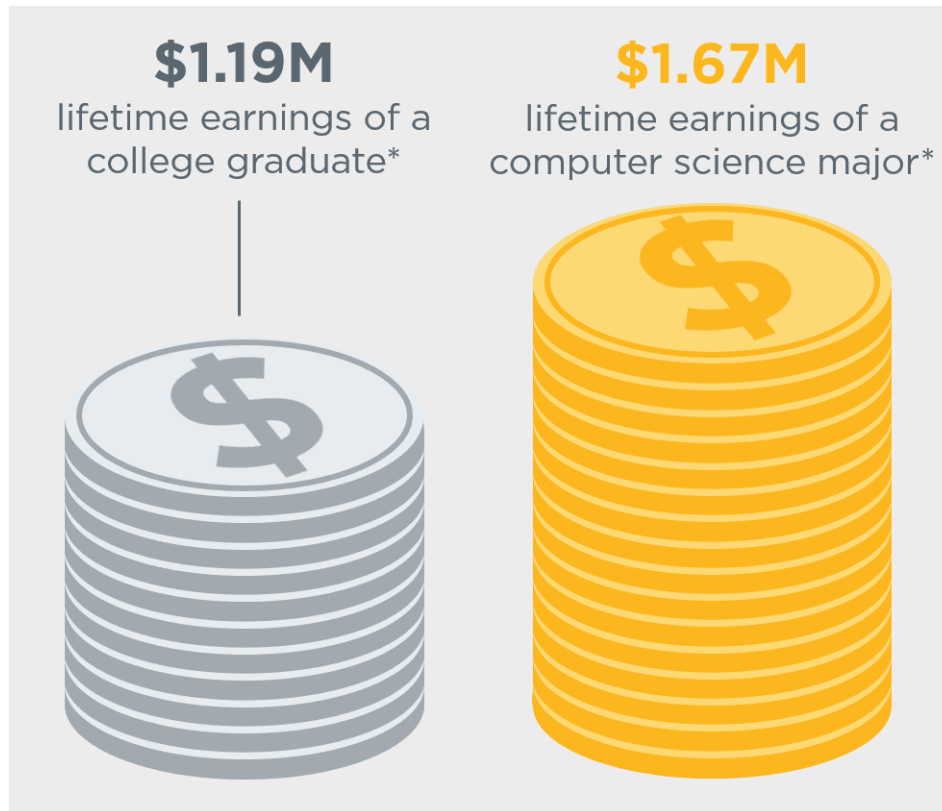 $1.19M
lifetime earnings of a
college graduate*
$1.67M
lifetime earnings of a
computer science major*
$
$